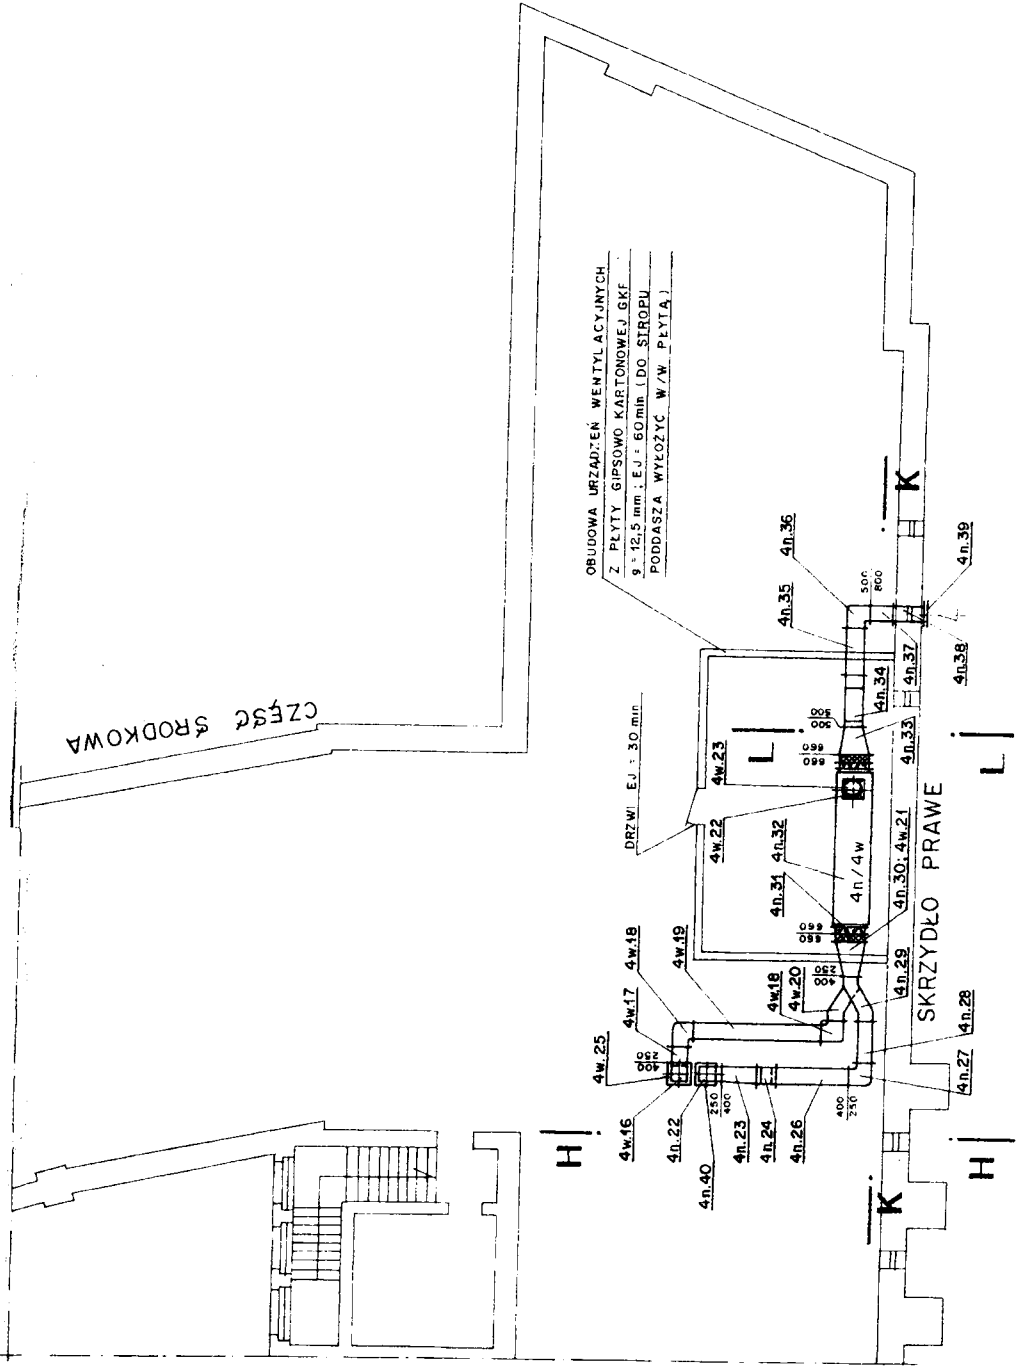 CZĘŚĆ ŚRODKOWA
OBUDOWA URZĄDZEŃ WENTYLACYJNYCH
Z PŁYTY GIPSOWO KARTONOWEJ GKF
g = 12,5 mm ; EJ = 60 min (DO STROPU
PODDASZA WYŁOŻYĆ W/W PŁYTĄ)
DRZWI EJ = 30 min
4w.25
4w.17
4w.18
4w.19
4w.16
4n.22
4n.40
4n.23
4n.24
4n.26
400
250
250
400
400
250
4w.18
4w.20
400
250
4n.31
4n.32
4w.22
4w.23
660
660
4n/4w
660
660
500
500
4n.35
4n.36
500
800
4n.27
4n.28
4n.29
4n.30; 4w.21
4n.33
4n.34
4n.37
4n.38
4n.39
SKRZYDŁO PRAWE
H
H
K
K
L
L